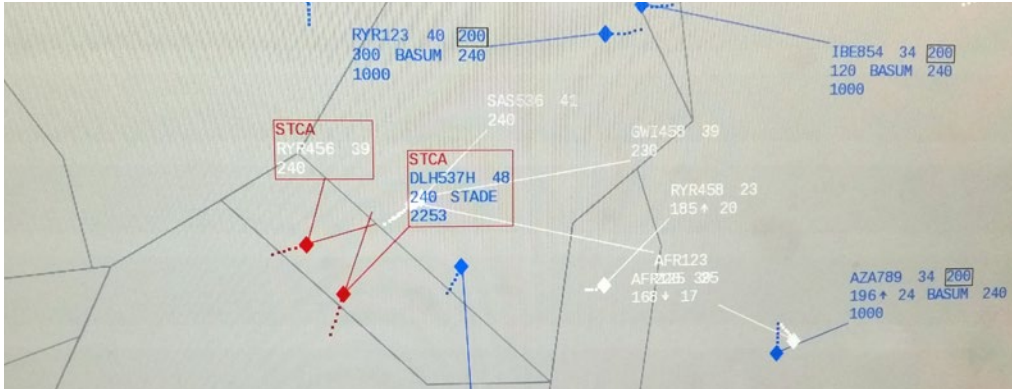 RYR123 40 200
300 BASUM 240
1000
IBE854 34 200
120 BASUM 240
1000
SAS536 41
240
STCA
RYR456 39
240
GWI458 39
230
STCA
DLH537H 48
240 STADE
2253
RYR458 23
185↑ 20
AFR123
168↓ 17
AZA789 34 200
196↑ 24 BASUM 240
1000